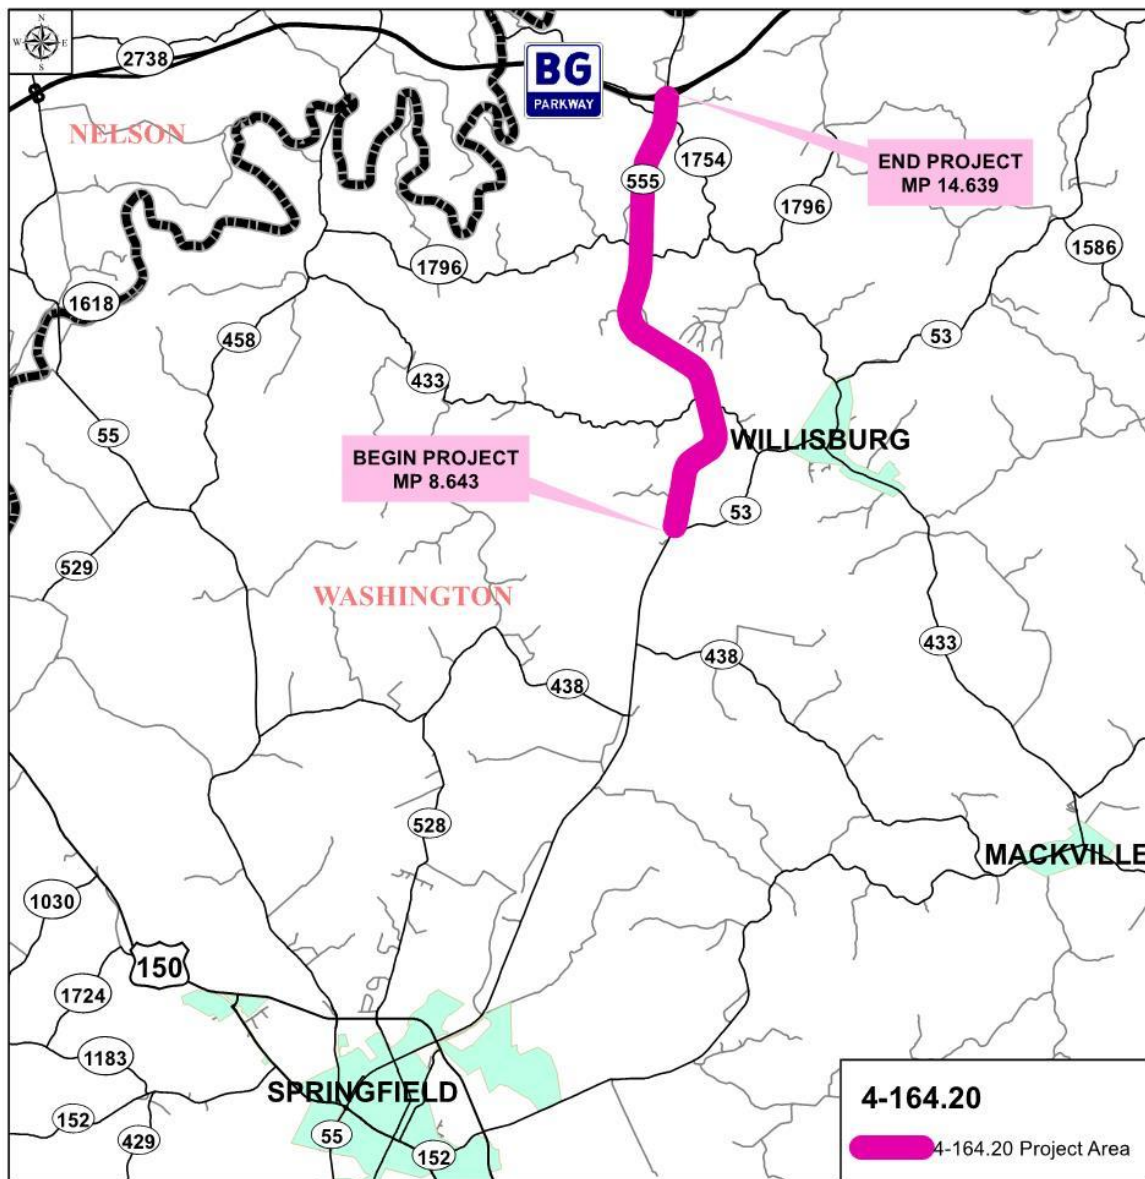 N
W E
S
2738
BG
PARKWAY
NELSON
1754
END PROJECT
MP 14.639
555
1796
1586
1796
1618
458
53
433
55
WILLISBURG
BEGIN PROJECT
MP 8.643
53
529
WASHINGTON
433
438
438
528
MACKVILLE
1030
150
1724
1183
SPRINGFIELD
152
429
55
152
4-164.20
4-164.20 Project Area